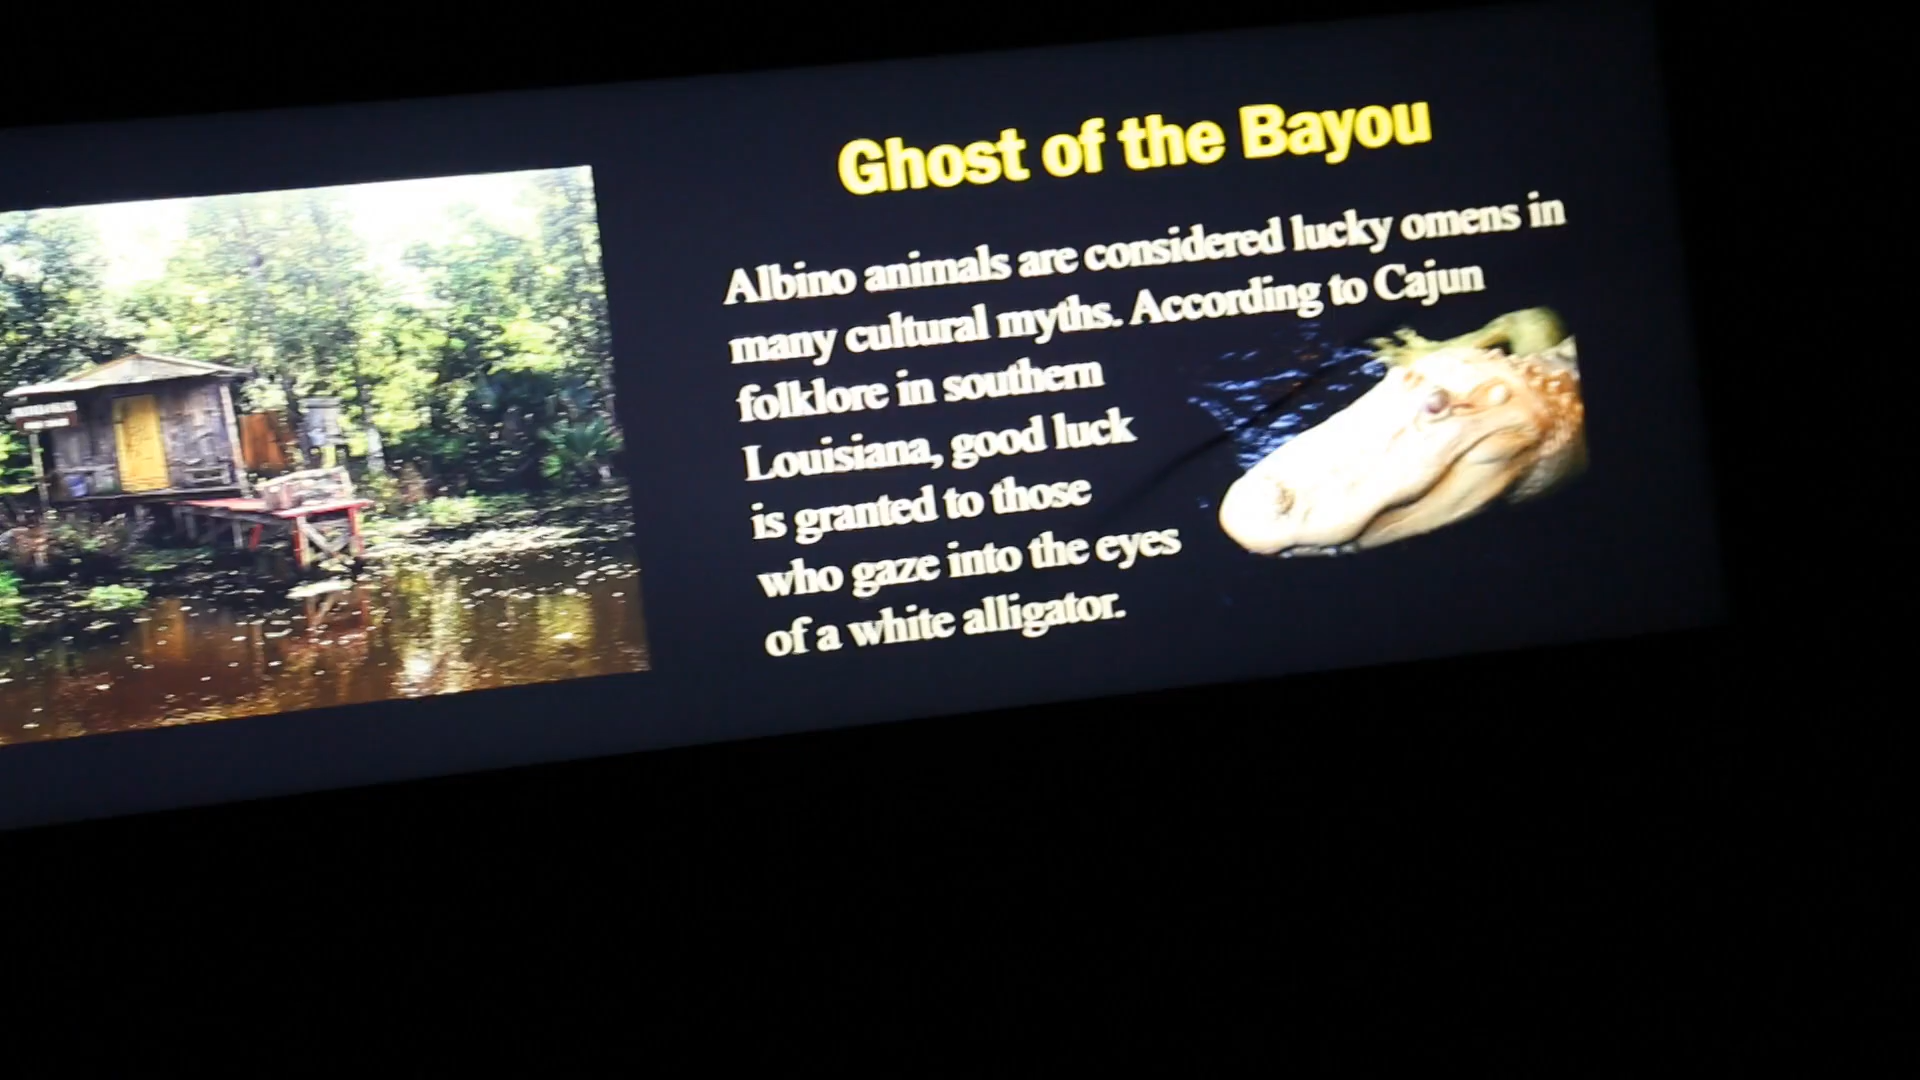 Ghost of the Bayou
Albino animals are considered lucky omens in
many cultural myths. According to Cajun
folklore in southern
Louisiana, good luck
is granted to those
who gaze into the eyes
of a white alligator.